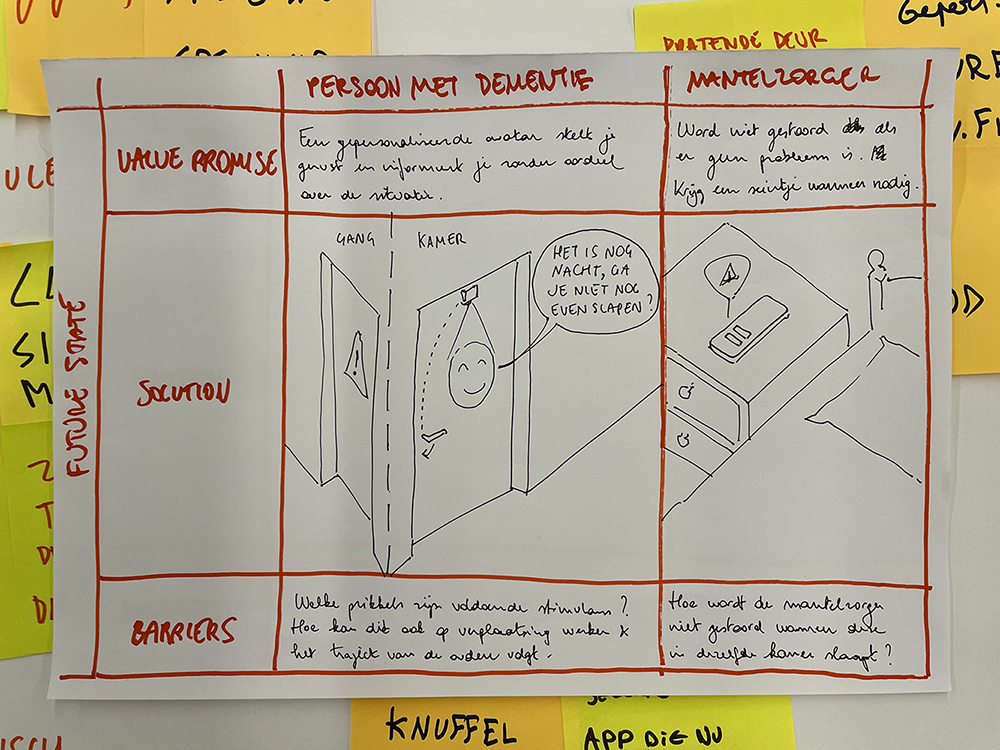 PRATENDE DEUR
PERSOON MET DEMENTIE
MANTELZORGER
FUTURE STATE
VALUE PROMISE
Een gepersonaliseerde avatar stelt je
gerust en informeert je zonder oordeel
over de situatie.
Word niet gestoord als
er geen probleem is.
Krijg een seintje wanneer nodig.
SOLUTION
GANG
KAMER
HET IS NOG
NACHT, GA
JE NIET NOG
EVEN SLAPEN?
!
BARRIERS
Welke prikkels zijn voldoende stimulans?
Hoe kan dit ook op verplaatsing werken &
het traject van de ouderen volgt.
Hoe wordt de mantelzorger
niet gestoord wanneer deze
in dezelfde kamer slaapt?
KNUFFEL
APP DIE NU